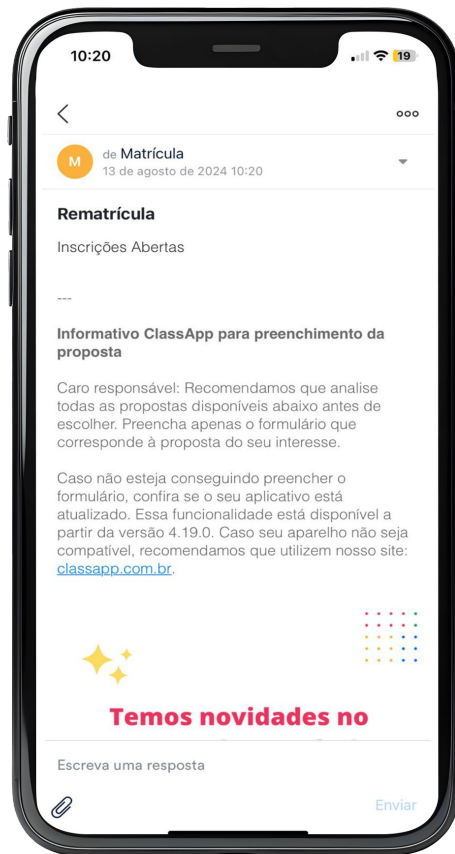 10:20
19
M
de Matrícula
13 de agosto de 2024 10:20
Rematrícula
Inscrições Abertas
---
Informativo ClassApp para preenchimento da
proposta
Caro responsável: Recomendamos que analise
todas as propostas disponíveis abaixo antes de
escolher. Preencha apenas o formulário que
corresponde à proposta do seu interesse.
Caso não esteja conseguindo preencher o
formulário, confira se o seu aplicativo está
atualizado. Essa funcionalidade está disponível a
partir da versão 4.19.0. Caso seu aparelho não seja
compatível, recomendamos que utilizem nosso site:
classapp.com.br.
Temos novidades no
Escreva uma resposta
Enviar